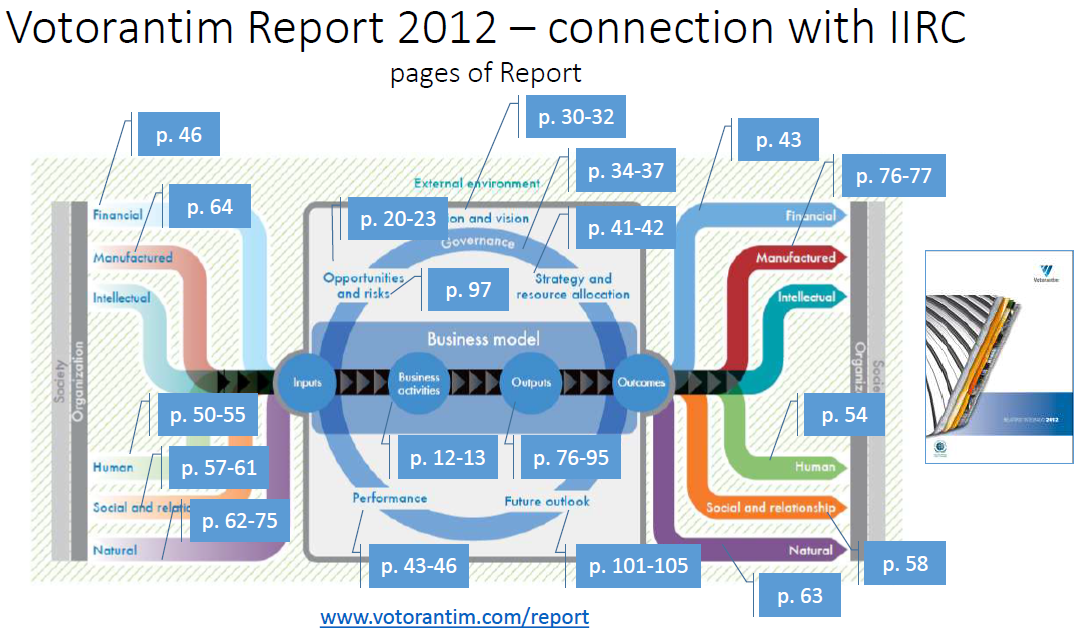 Votorantim Report 2012 – connection with IIRC
pages of Report
p. 30-32
p. 46
p. 43
p. 34-37
p. 76-77
External environment
p. 64
p. 20-23
and vision
p. 41-42
Financial
Financial
Governance
Manufactured
Manufactured
Opportunities
and risks
p. 97
Strategy and
resource allocation
Intellectual
Intellectual
Business model
Society
Organization
Inputs
Business
activities
Outputs
Outcomes
Organization
p. 50-55
p. 54
p. 12-13
p. 76-95
Human
p. 57-61
Human
Performance
Future outlook
Social and
p. 62-75
Social and relationship
Natural
Natural
p. 43-46
p. 101-105
p. 58
p. 63
www.votorantim.com/report
Votorantim
2012